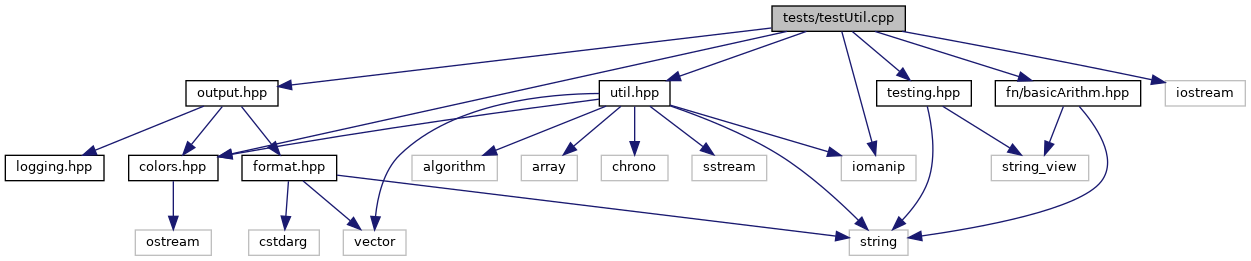 tests/testUtil.cpp
output.hpp
util.hpp
testing.hpp
fn/basicArithm.hpp
iostream
logging.hpp
colors.hpp
format.hpp
algorithm
array
chrono
sstream
iomanip
string_view
ostream
cstdarg
vector
string